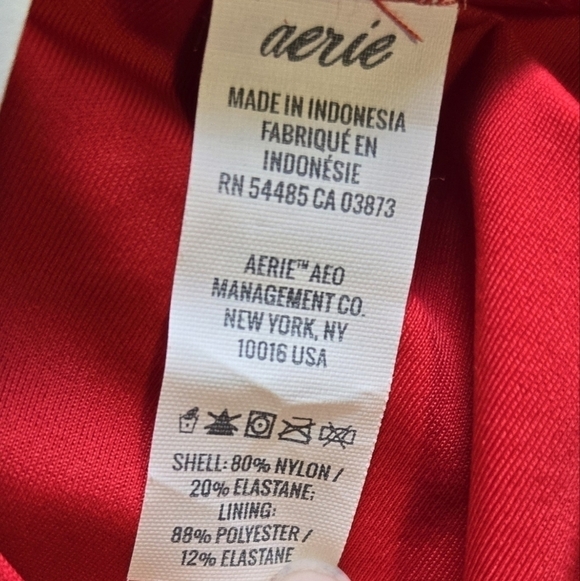 aerie
MADE IN INDONESIA
FABRIQUÉ EN
INDONÉSIE
RN 54485 CA 03873
AERIE™ AEO
MANAGEMENT CO.
NEW YORK, NY
10016 USA
SHELL: 80% NYLON /
20% ELASTANE;
LINING:
88% POLYESTER /
12% ELASTANE